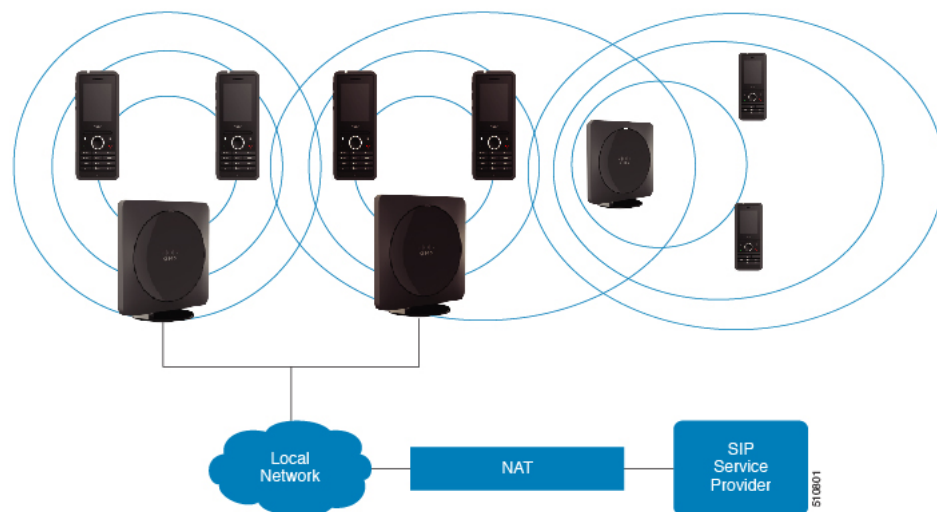 Local
Network
NAT
SIP
Service
Provider
510801